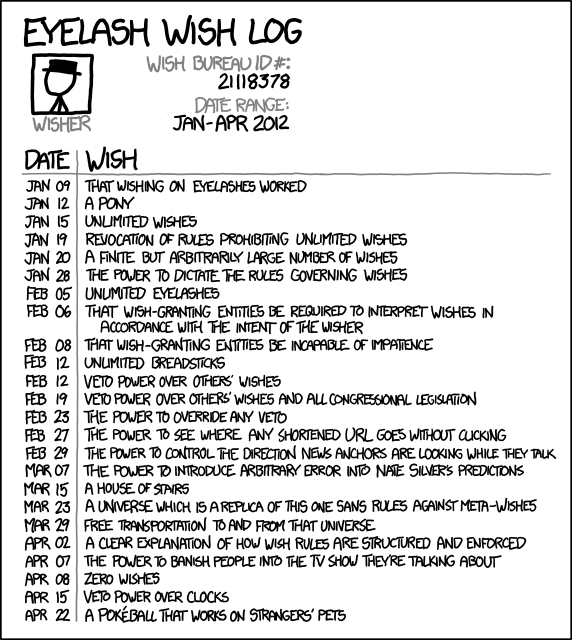 EYELASH WISH LOG
WISH BUREAU ID#:
21118378
DATE RANGE:
JAN-APR 2012
WISHER
DATE WISH
JAN 09 THAT WISHING ON EYELASHES WORKED
JAN 12 A PONY
JAN 15 UNLIMITED WISHES
JAN 19 REVOCATION OF RULES PROHIBITING UNLIMITED WISHES
JAN 20 A FINITE BUT ARBITRARILY LARGE NUMBER OF WISHES
JAN 28 THE POWER TO DICTATE THE RULES GOVERNING WISHES
FEB 05 UNLIMITED EYELASHES
FEB 06 THAT WISH-GRANTING ENTITIES BE REQUIRED TO INTERPRET WISHES IN
ACCORDANCE WITH THE INTENT OF THE WISHER
FEB 08 THAT WISH-GRANTING ENTITIES BE INCAPABLE OF IMPATIENCE
FEB 12 UNLIMITED BREADSTICKS
FEB 12 VETO POWER OVER OTHERS' WISHES
FEB 19 VETO POWER OVER OTHERS' WISHES AND ALL CONGRESSIONAL LEGISLATION
FEB 23 THE POWER TO OVERRIDE ANY VETO
FEB 27 THE POWER TO SEE WHERE ANY SHORTENED URL GOES WITHOUT CLICKING
FEB 29 THE POWER TO CONTROL THE DIRECTION NEWS ANCHORS ARE LOOKING WHILE THEY TALK
MAR 07 THE POWER TO INTRODUCE ARBITRARY ERROR INTO NATE SILVER'S PREDICTIONS
MAR 15 A HOUSE OF STAIRS
MAR 23 A UNIVERSE WHICH IS A REPLICA OF THIS ONE SANS RULES AGAINST META-WISHES
MAR 29 FREE TRANSPORTATION TO AND FROM THAT UNIVERSE
APR 02 A CLEAR EXPLANATION OF HOW WISH RULES ARE STRUCTURED AND ENFORCED
APR 07 THE POWER TO BANISH PEOPLE INTO THE TV SHOW THEY'RE TALKING ABOUT
APR 08 ZERO WISHES
APR 15 VETO POWER OVER CLOCKS
APR 22 A POKÉBALL THAT WORKS ON STRANGERS' PETS